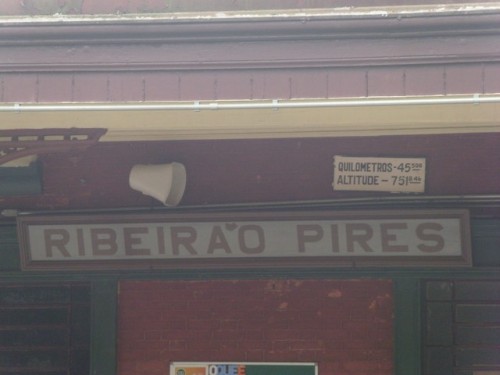 QUILOMETROS-45
ALTITUDE-751
RIBEIRÃO PIRES